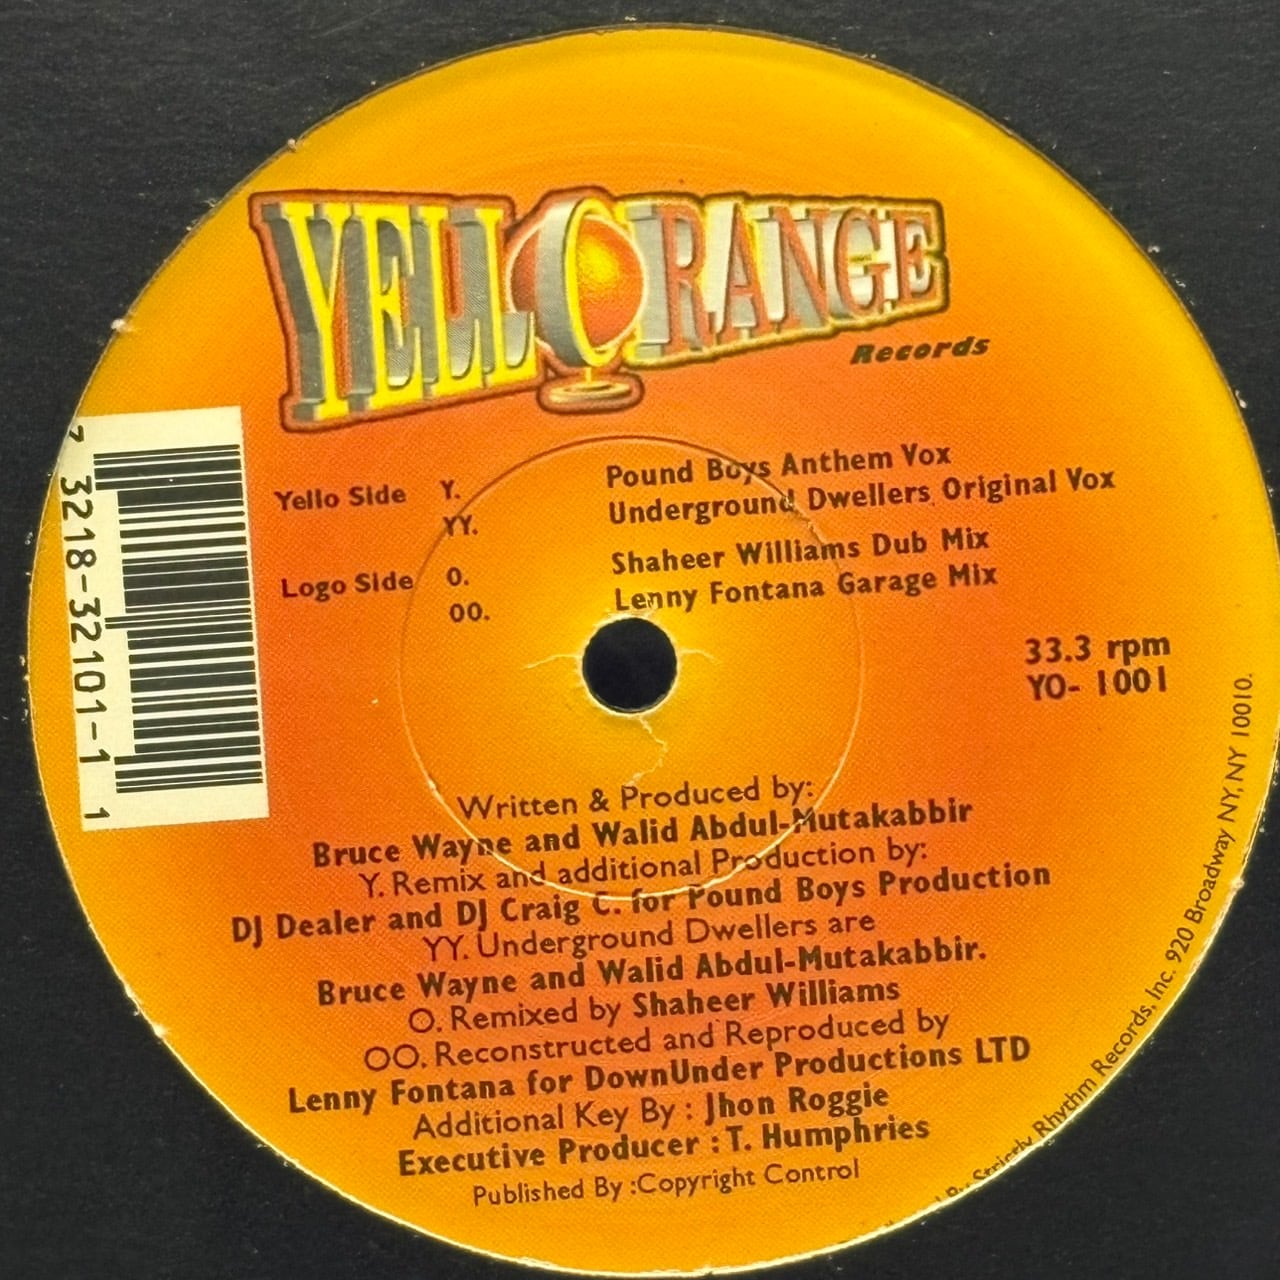 YELLORANGE
Records
Yello Side Y. Pound Boys Anthem Vox
YY. Underground Dwellers Original Vox
Logo Side O. Shaheer Williams Dub Mix
OO. Lenny Fontana Garage Mix
33.3 rpm
YO- 1001
7 3218-32101-1 1
Written & Produced by:
Bruce Wayne and Walid Abdul-Mutakabbir
Y. Remix and additional Production by:
DJ Dealer and DJ Craig C. for Pound Boys Production
YY. Underground Dwellers are
Bruce Wayne and Walid Abdul-Mutakabbir.
O. Remixed by Shaheer Williams
OO. Reconstructed and Reproduced by
Lenny Fontana for DownUnder Productions LTD
Additional Key By : Jhon Roggie
Executive Producer : T. Humphries
Published By :Copyright Control
By Strictly Rhythm Records, Inc. 920 Broadway NY, NY 10010.